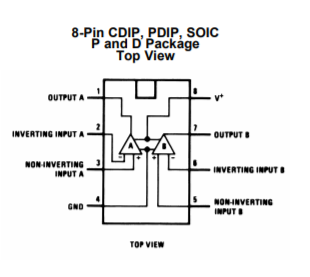 8-Pin CDIP, PDIP, SOIC
P and D Package
Top View
OUTPUT A
1
INVERTING INPUT A
2
NON-INVERTING
INPUT A
3
GND
4
8
V+
7
OUTPUT B
6
INVERTING INPUT B
5
NON-INVERTING
INPUT B
A
B
- +
+ -
TOP VIEW